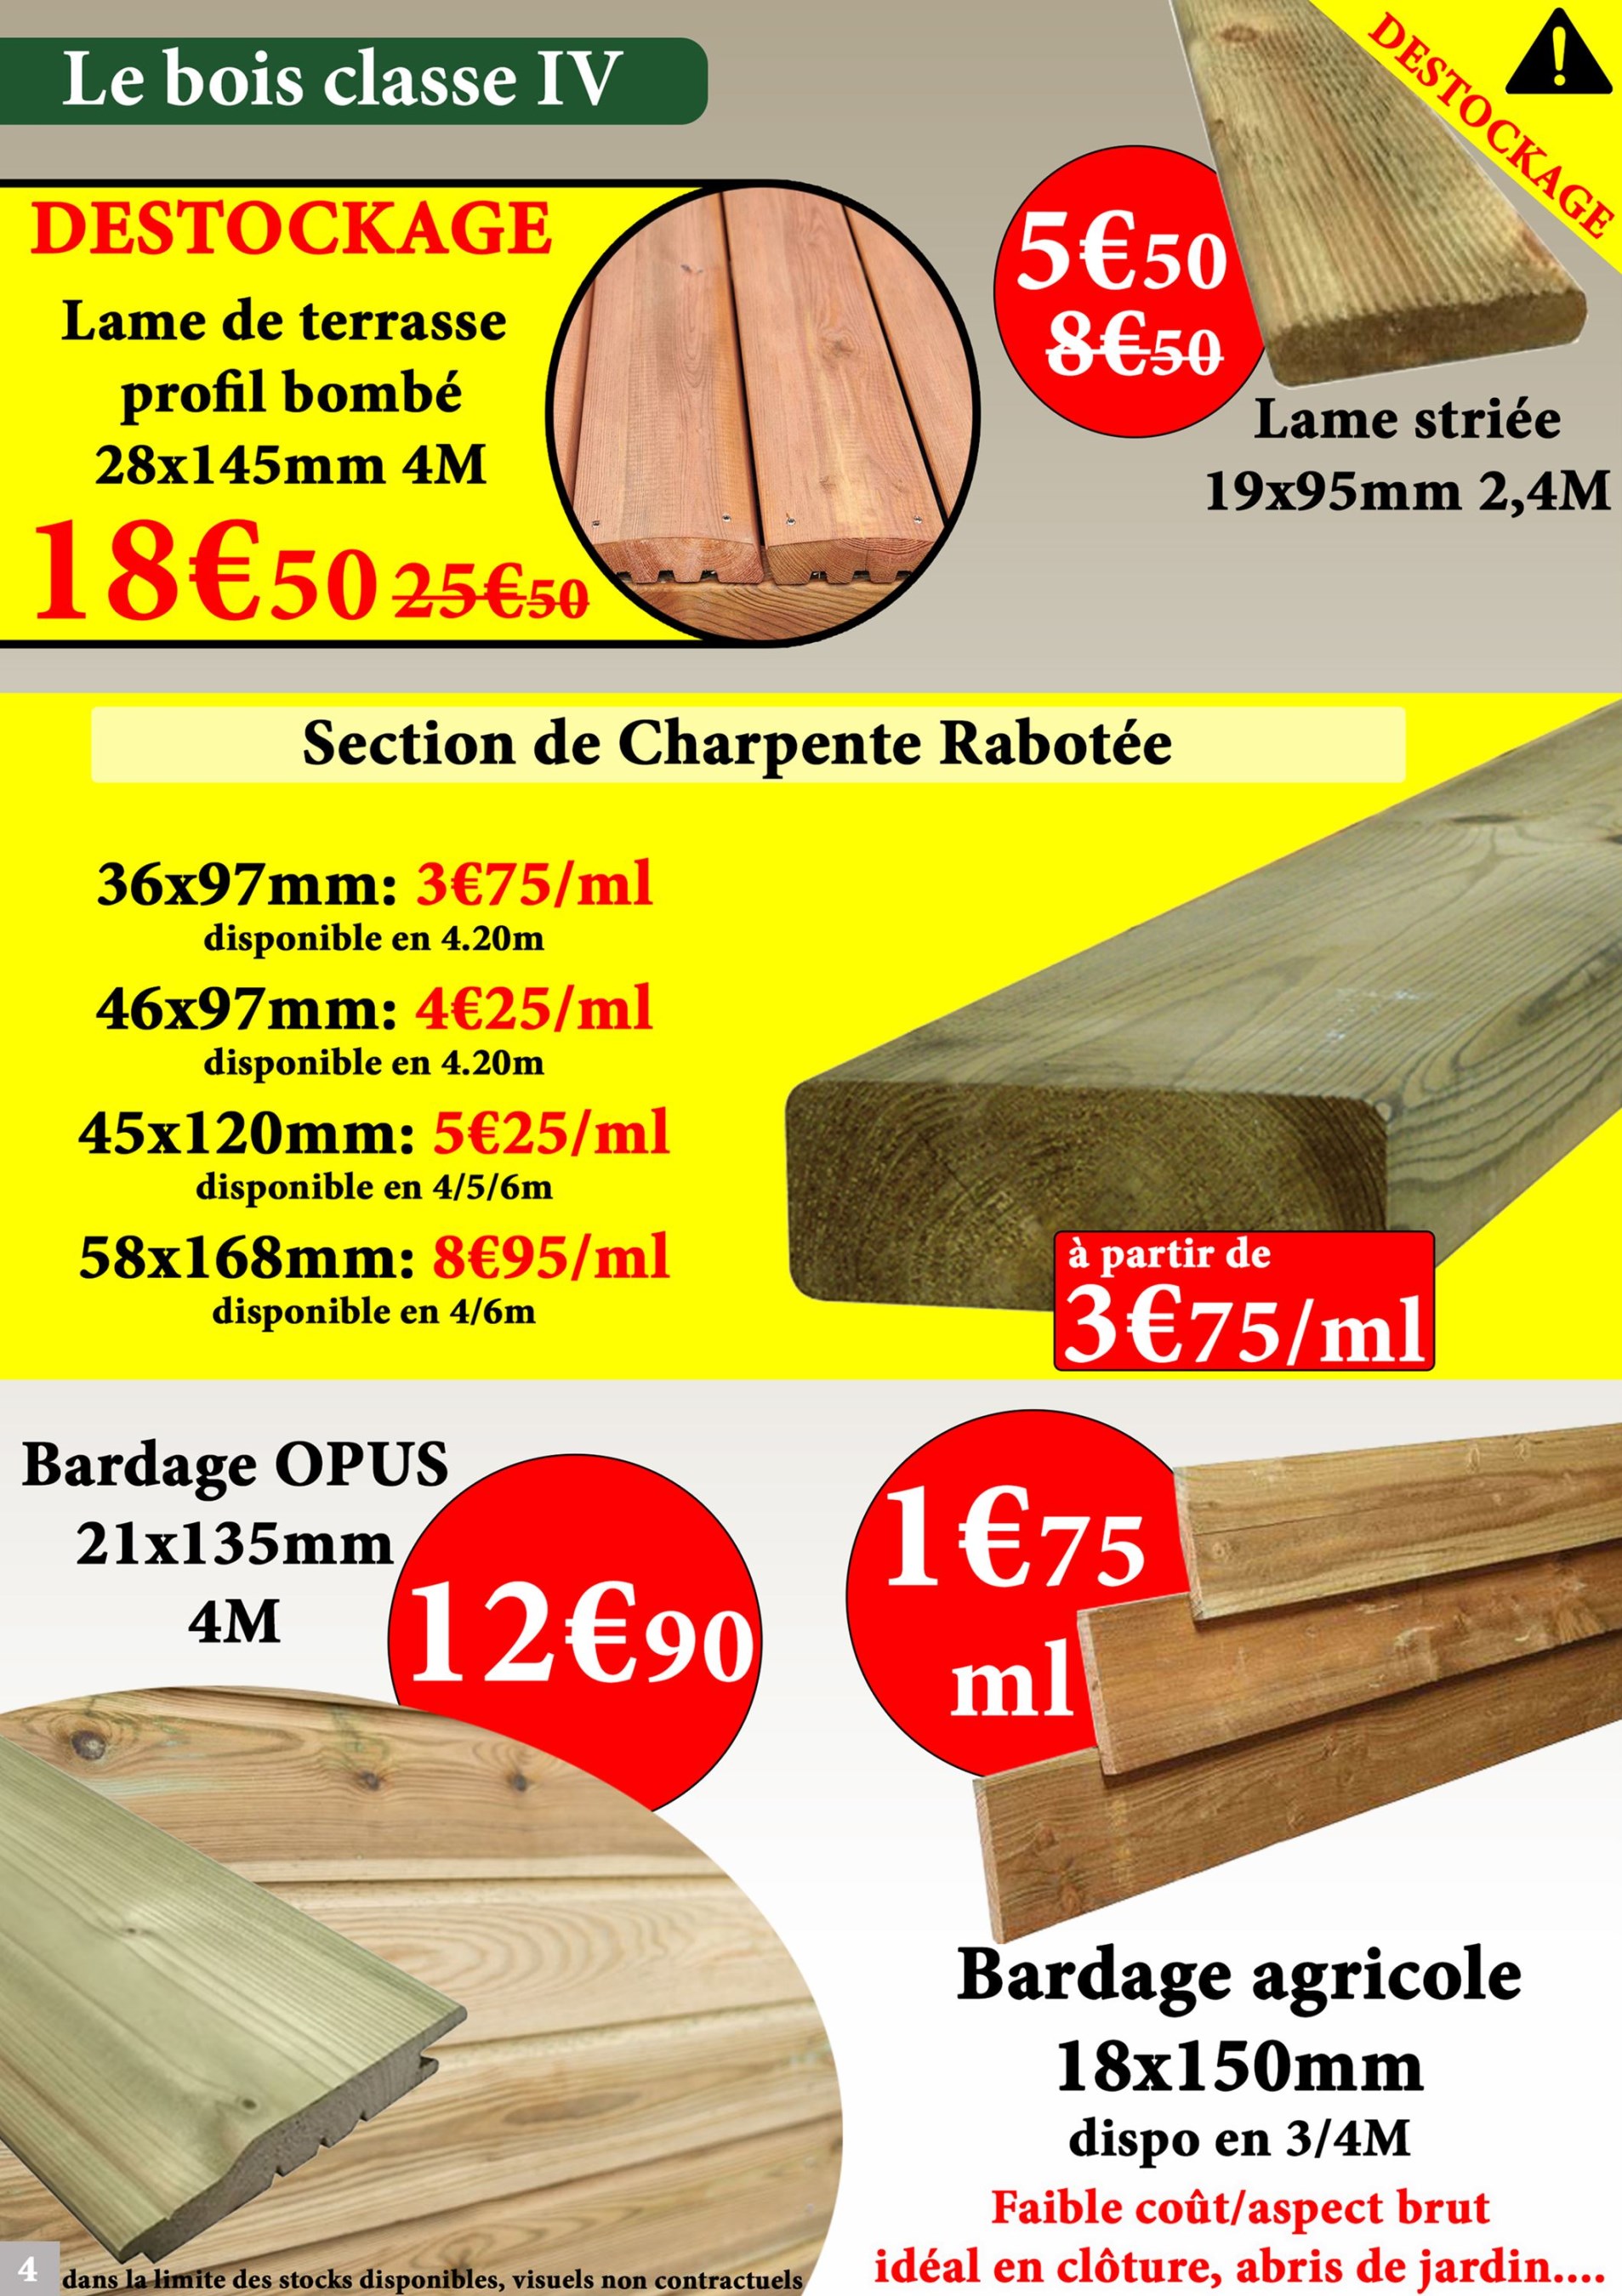 Le bois classe IV
DESTOCKAGE
DESTOCKAGE
Lame de terrasse
profil bombé
28x145mm 4M
18€50 25€50
5€50
8€50
Lame striée
19x95mm 2,4M
Section de Charpente Rabotée
36x97mm: 3€75/ml
disponible en 4.20m
46x97mm: 4€25/ml
disponible en 4.20m
45x120mm: 5€25/ml
disponible en 4/5/6m
58x168mm: 8€95/ml
disponible en 4/6m
à partir de
3€75/ml
Bardage OPUS
21x135mm
4M
12€90
1€75
ml
Bardage agricole
18x150mm
dispo en 3/4M
Faible coût/aspect brut
idéal en clôture, abris de jardin....
4
dans la limite des stocks disponibles, visuels non contractuels